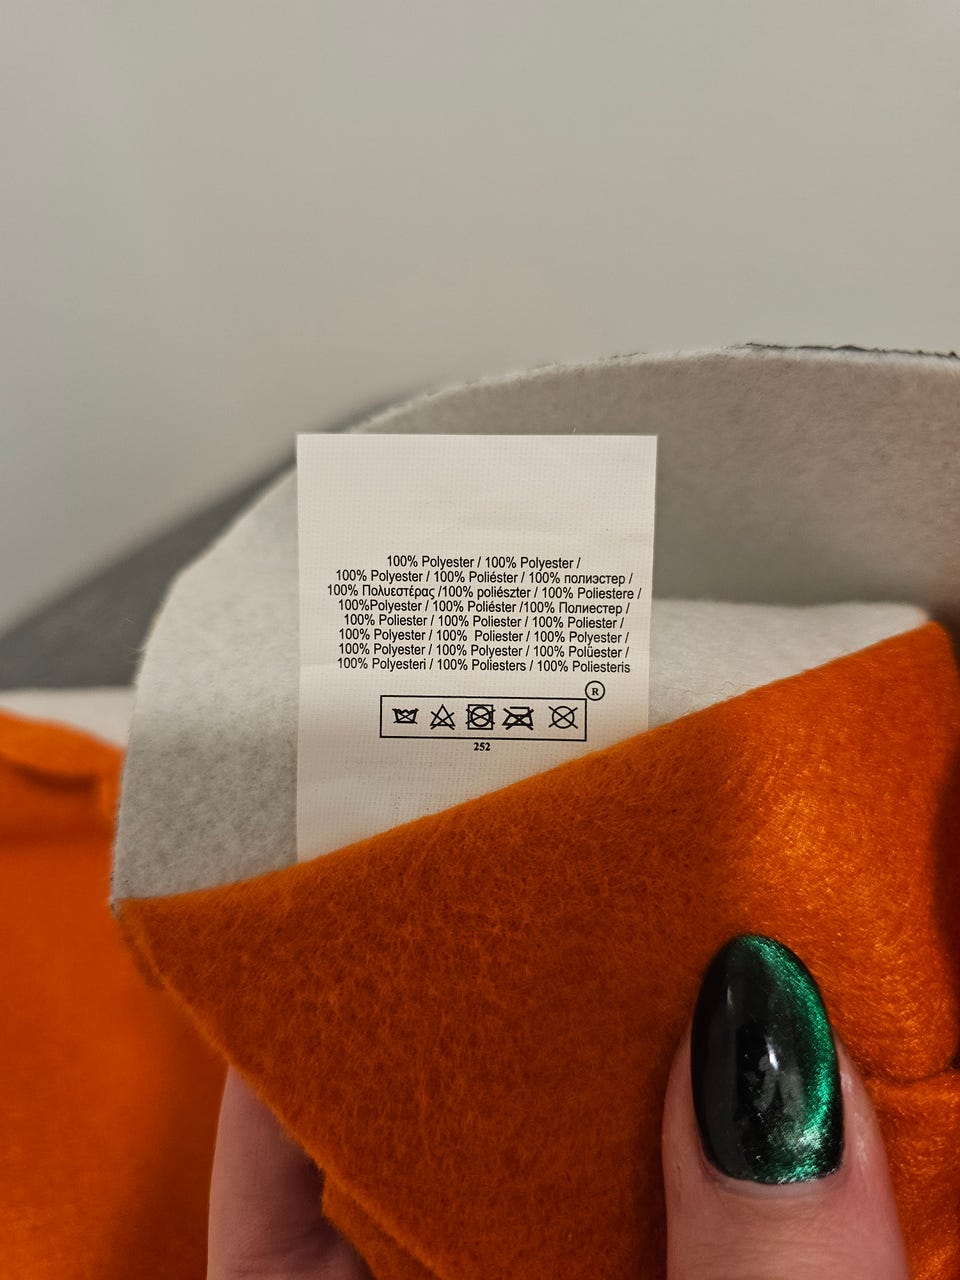 100% Polyester / 100% Polyester /
100% Polyester / 100% Poliéster / 100% полиэстер /
100% Πολυεστέρας /100% poliészter / 100% Poliestere /
100%Polyester / 100% Poliéster /100% Полиестер /
100% Poliester / 100% Poliester / 100% Poliester /
100% Polyester / 100%  Poliester / 100% Polyester /
100% Polyester / 100% Polyester / 100% Polüester /
100% Polyesteri / 100% Poliesters / 100% Poliesteris
®
252